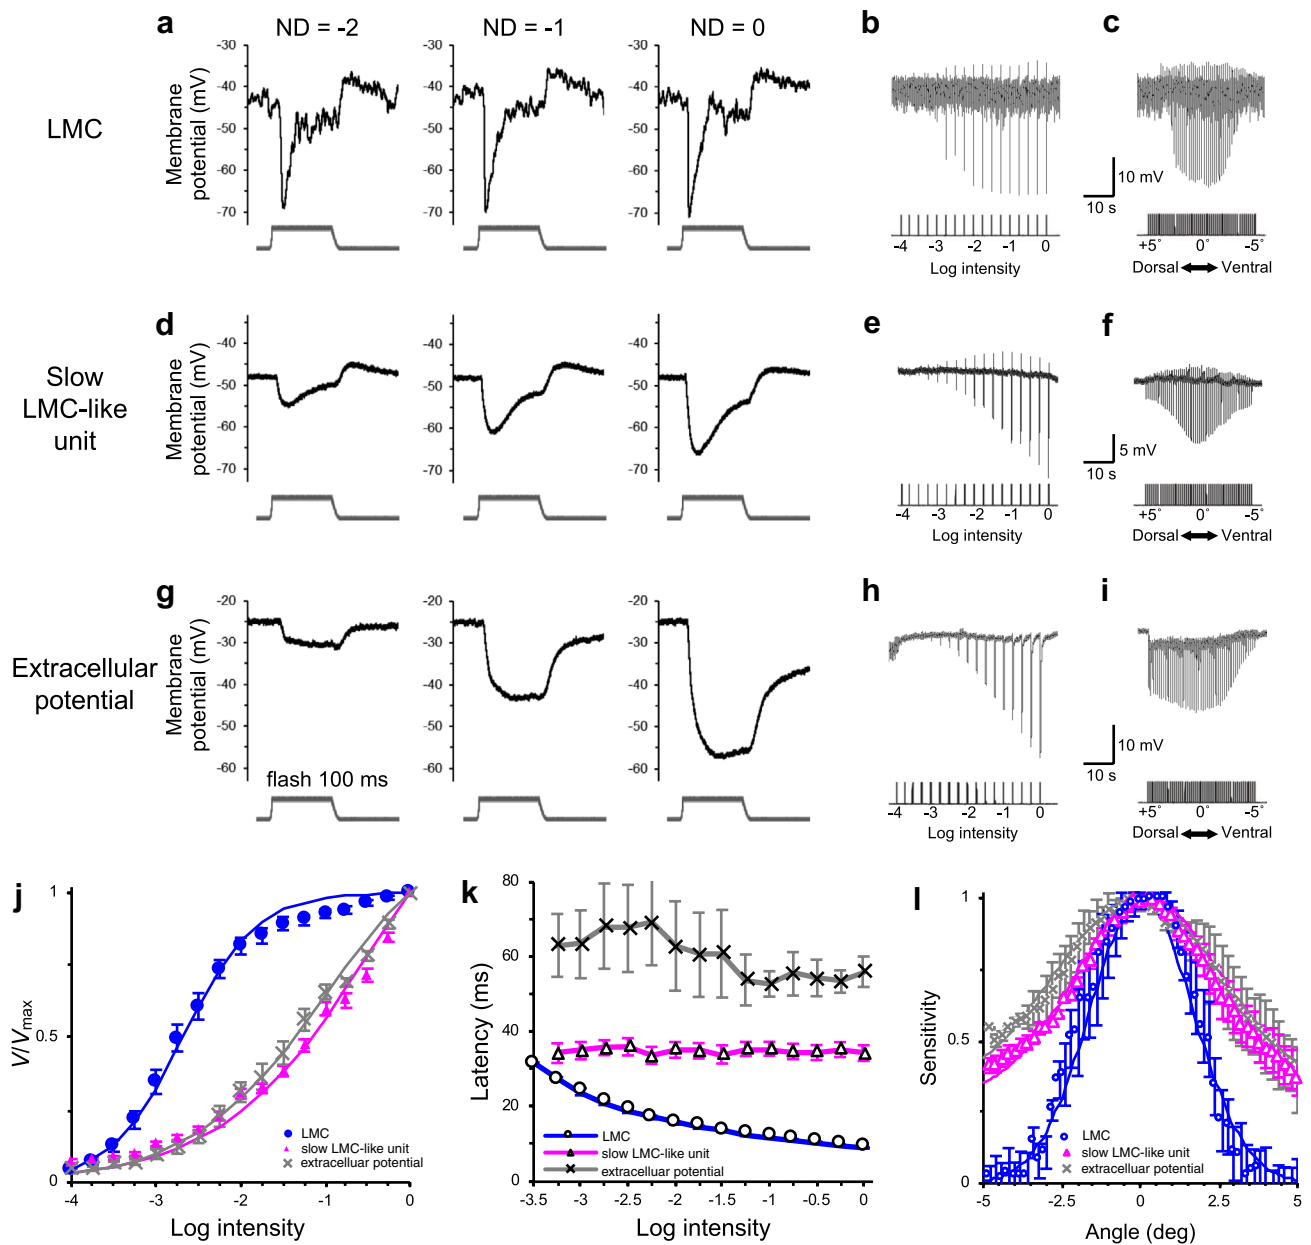 a
ND = -2
ND = -1
ND = 0
b
c
LMC
Membrane
potential (mV)
-30
-40
-50
-60
-70
10 mV
10 s
-4
-3
-2
-1
0
Log intensity
+5°
0°
-5°
Dorsal
Ventral
d
e
f
Slow
LMC-like
unit
Membrane
potential (mV)
-40
-50
-60
-70
5 mV
10 s
-4
-3
-2
-1
0
Log intensity
+5°
0°
-5°
Dorsal
Ventral
g
h
i
Extracellular
potential
Membrane
potential (mV)
-20
-30
-40
-50
-60
flash 100 ms
10 mV
10 s
-4
-3
-2
-1
0
Log intensity
+5°
0°
-5°
Dorsal
Ventral
j
V/Vmax
1
0.5
0
-4
-3
-2
-1
0
Log intensity
LMC
slow LMC-like unit
extracelluar potential
k
Latency (ms)
80
60
40
20
0
-3.5
-3
-2.5
-2
-1.5
-1
-0.5
0
Log intensity
LMC
slow LMC-like unit
extracelluar potential
l
Sensitivity
1
0.5
0
-5
-2.5
0
2.5
5
Angle (deg)
LMC
slow LMC-like unit
extracelluar potential